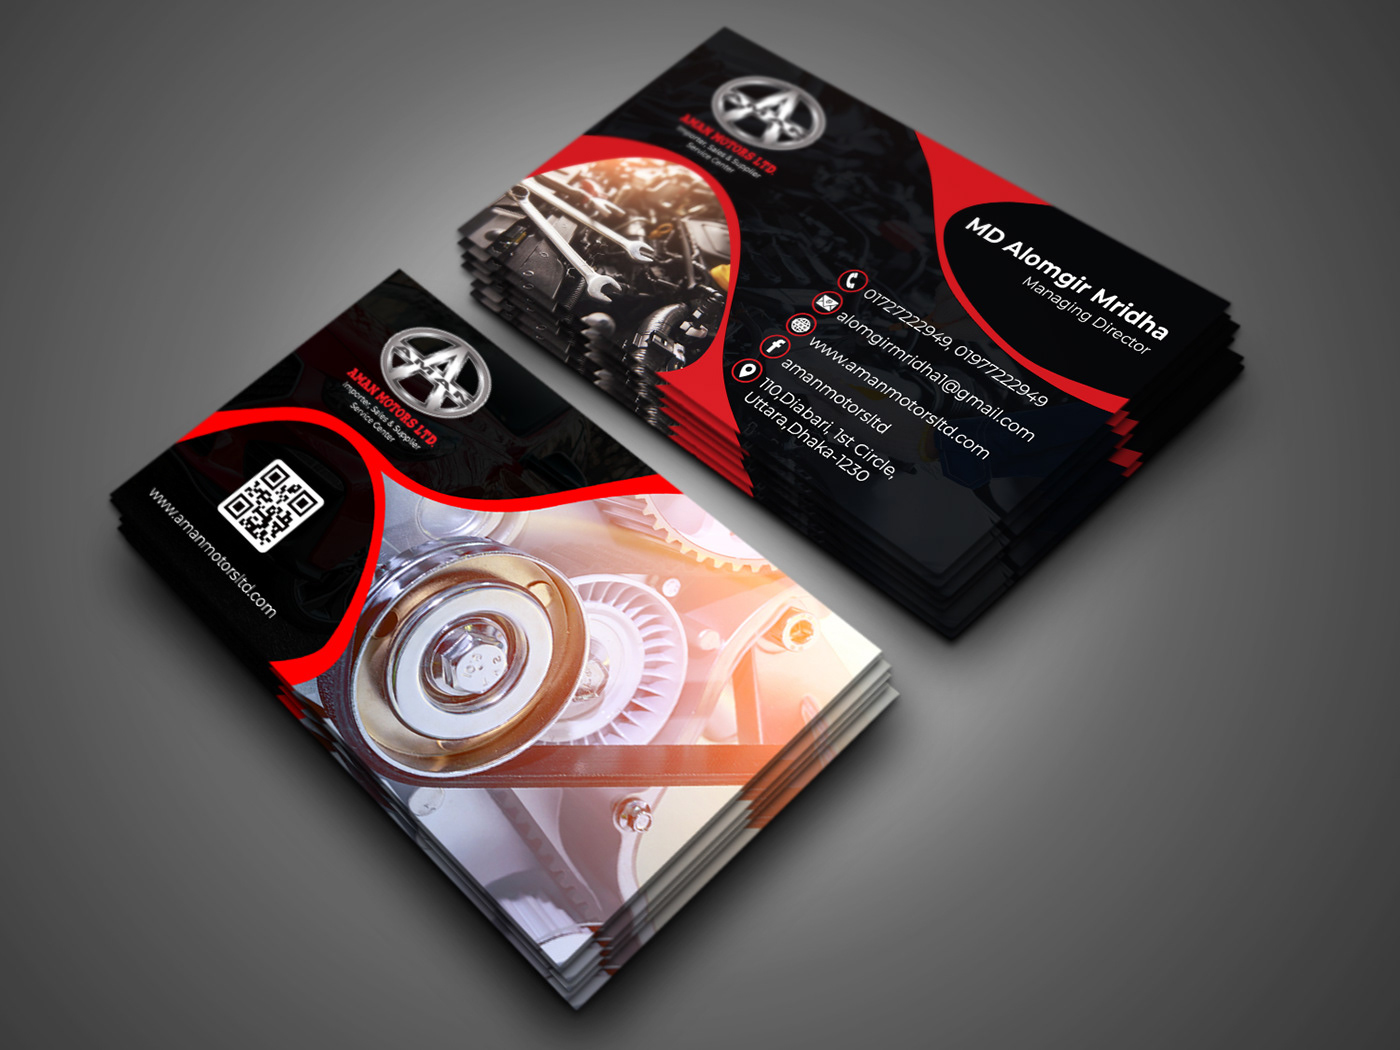 AMAN MOTORS LTD.
Importer, Sales & Supplier
Service Center
MD Alomgir Mridha
Managing Director
01727222949, 01977222949
alomgirmridha1@gmail.com
www.amanmotorsltd.com
amanmotorsltd
110,Diabari, 1st Circle,
Uttara,Dhaka-1230
AMAN MOTORS LTD.
Importer, Sales & Supplier
Service Center
www.amanmotorsltd.com